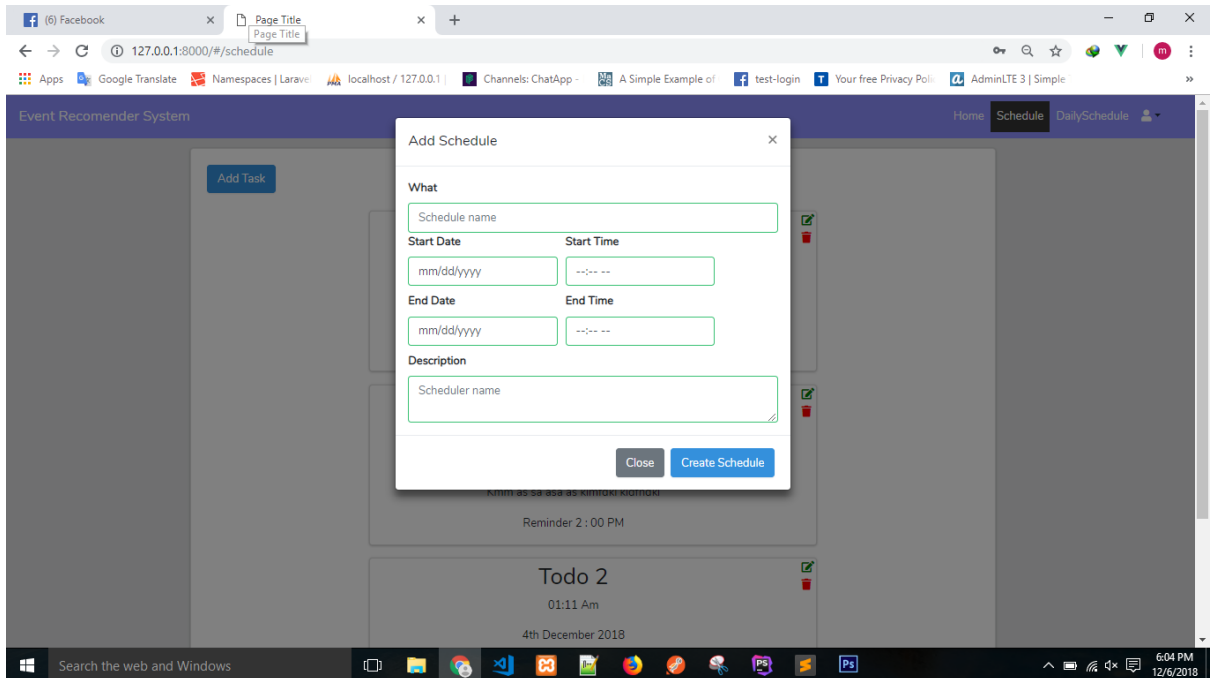 (6) Facebook
Page Title
Page Title
127.0.0.1:8000/#/schedule
m
Apps Google Translate Namespaces | Laravel localhost / 127.0.0.1 | Channels: ChatApp - A Simple Example of test-login Your free Privacy Poli AdminLTE 3 | Simple »
Event Recomender System
Home Schedule DailySchedule
Add Task
Add Schedule ×
What
Schedule name
Start Date Start Time
mm/dd/yyyy --:-- --
End Date End Time
mm/dd/yyyy --:-- --
Description
Scheduler name
Close Create Schedule
Reminder 2 : 00 PM
Todo 2
01:11 Am
4th December 2018
Search the web and Windows
PS
Ps
6:04 PM
12/6/2018